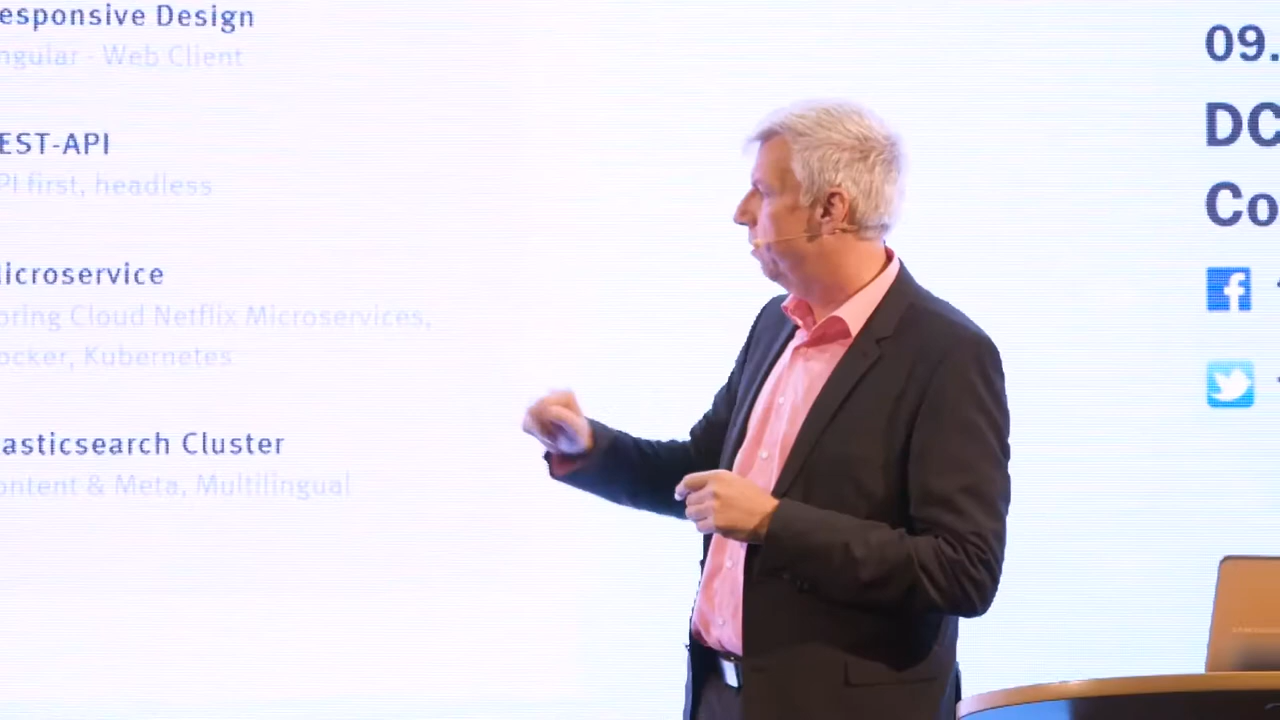 esponsive Design
ngular - Web Client
EST-API
PI first, headless
icroservice
pring Cloud Netflix Microservices,
ocker, Kubernetes
asticsearch Cluster
ontent & Meta, Multilingual
09.
DC
Co